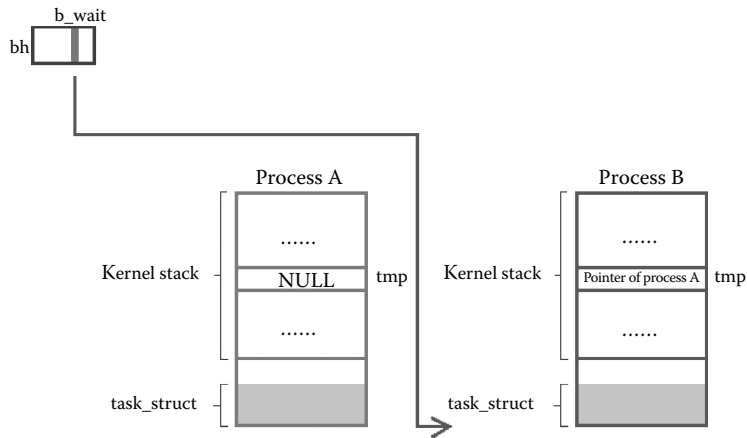 b_wait
bh
Process A
Process B
......
......
Kernel stack
NULL
tmp
Kernel stack
Pointer of process A
tmp
......
......
task_struct
task_struct